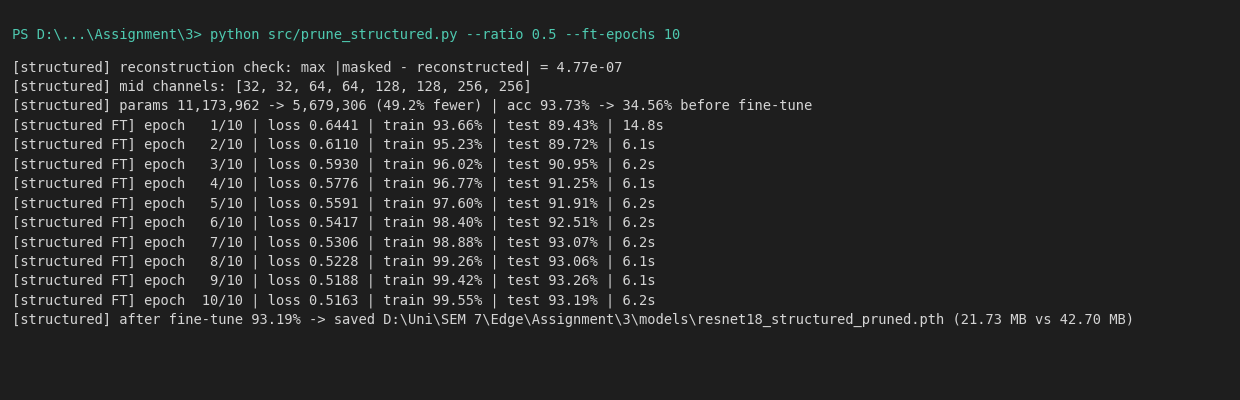 PS D:\...\Assignment\3> python src/prune_structured.py --ratio 0.5 --ft-epochs 10
[structured] reconstruction check: max |masked - reconstructed| = 4.77e-07
[structured] mid channels: [32, 32, 64, 64, 128, 128, 256, 256]
[structured] params 11,173,962 -> 5,679,306 (49.2% fewer) | acc 93.73% -> 34.56% before fine-tune
[structured FT] epoch   1/10 | loss 0.6441 | train 93.66% | test 89.43% | 14.8s
[structured FT] epoch   2/10 | loss 0.6110 | train 95.23% | test 89.72% | 6.1s
[structured FT] epoch   3/10 | loss 0.5930 | train 96.02% | test 90.95% | 6.2s
[structured FT] epoch   4/10 | loss 0.5776 | train 96.77% | test 91.25% | 6.1s
[structured FT] epoch   5/10 | loss 0.5591 | train 97.60% | test 91.91% | 6.2s
[structured FT] epoch   6/10 | loss 0.5417 | train 98.40% | test 92.51% | 6.2s
[structured FT] epoch   7/10 | loss 0.5306 | train 98.88% | test 93.07% | 6.2s
[structured FT] epoch   8/10 | loss 0.5228 | train 99.26% | test 93.06% | 6.1s
[structured FT] epoch   9/10 | loss 0.5188 | train 99.42% | test 93.26% | 6.1s
[structured FT] epoch  10/10 | loss 0.5163 | train 99.55% | test 93.19% | 6.2s
[structured] after fine-tune 93.19% -> saved D:\Uni\SEM 7\Edge\Assignment\3\models\resnet18_structured_pruned.pth (21.73 MB vs 42.70 MB)